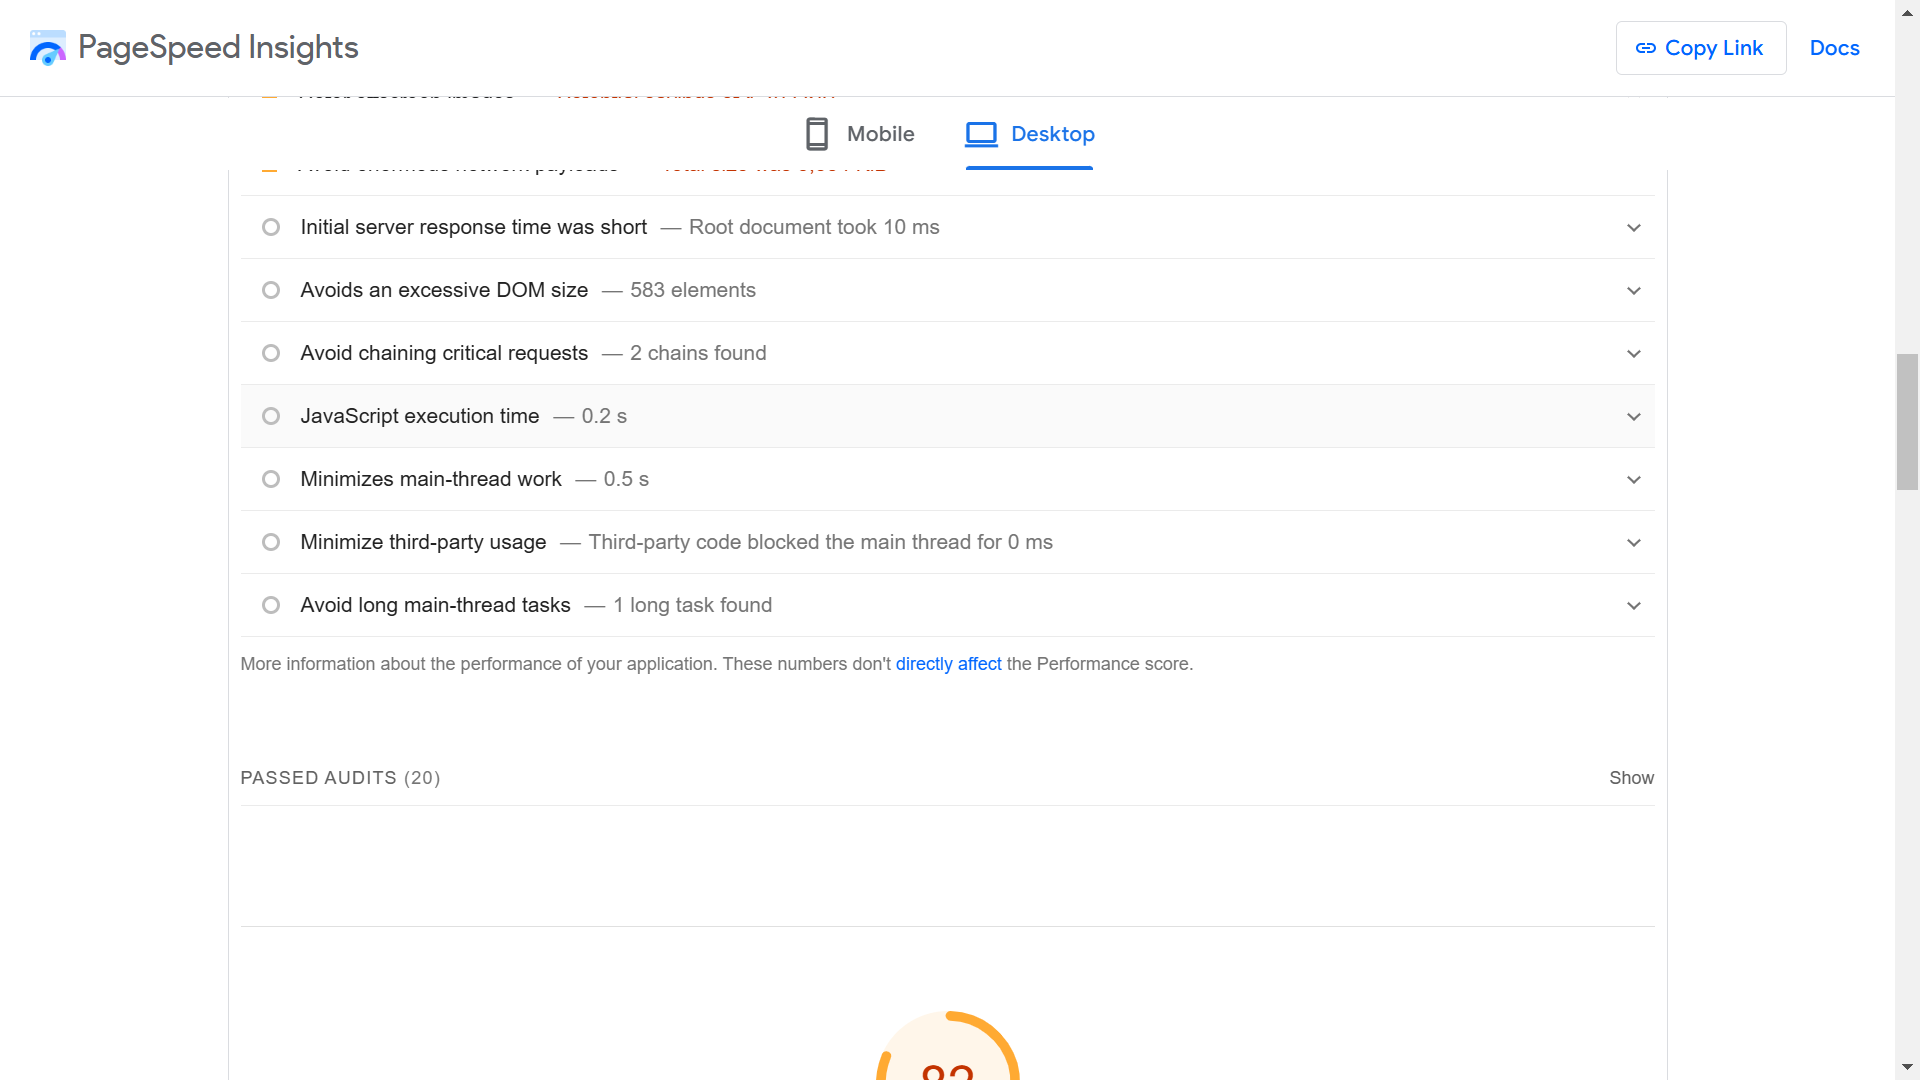 PageSpeed Insights
Copy Link
Docs
Mobile
Desktop
Initial server response time was short — Root document took 10 ms
Avoids an excessive DOM size — 583 elements
Avoid chaining critical requests — 2 chains found
JavaScript execution time — 0.2 s
Minimizes main-thread work — 0.5 s
Minimize third-party usage — Third-party code blocked the main thread for 0 ms
Avoid long main-thread tasks — 1 long task found
More information about the performance of your application. These numbers don't directly affect the Performance score.
PASSED AUDITS (20)
Show